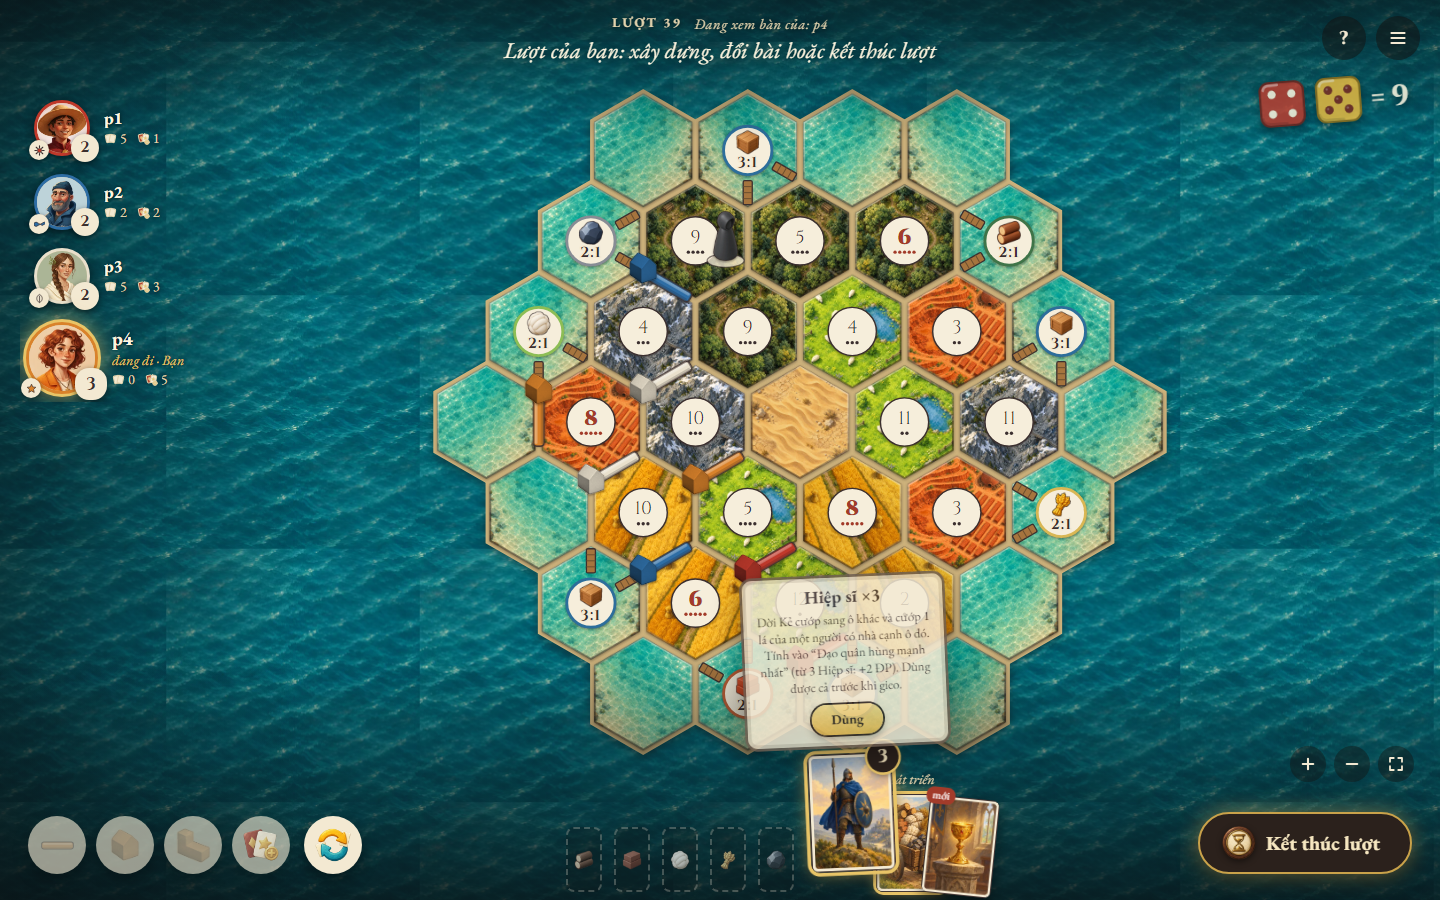 LƯỢT 39 Đang xem bàn của: p4
Lượt của bạn: xây dựng, đổi bài hoặc kết thúc lượt
?
= 9
p1
5 1
2
p2
2 2
2
p3
5 3
2
p4
đang đi · Bạn
0 5
3
3:1
2:1
9
5
6
2:1
2:1
4
9
4
3
3:1
8
10
11
11
10
5
8
3
2:1
3:1
6
2
Hiệp sĩ ×3
Dời Kẻ cướp sang ô khác và cướp 1
lá của một người có nhà cạnh ô đó.
Tính vào “Đạo quân hùng mạnh
nhất” (từ 3 Hiệp sĩ: +2 ĐP). Dùng
được cả trước khi gieo.
Dùng
3
át triển
mới
Kết thúc lượt